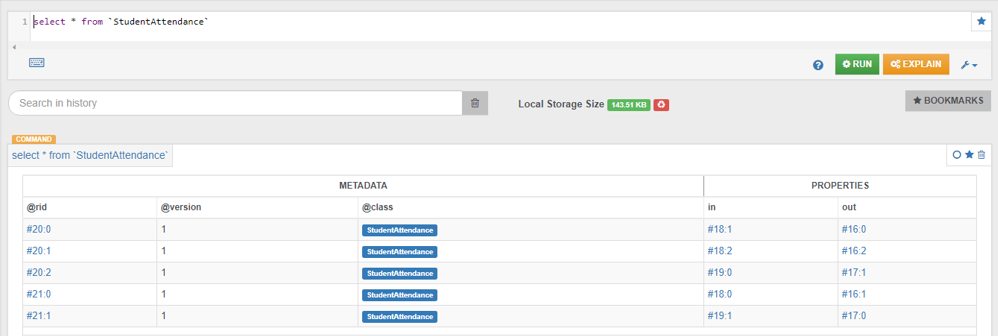 1 select * from `StudentAttendance`
RUN EXPLAIN
Search in history Local Storage Size 143.51 KB BOOKMARKS
COMMAND
select * from `StudentAttendance`
METADATA PROPERTIES
@rid @version @class in out
#20:0 1 StudentAttendance #18:1 #16:0
#20:1 1 StudentAttendance #18:2 #16:2
#20:2 1 StudentAttendance #19:0 #17:1
#21:0 1 StudentAttendance #18:0 #16:1
#21:1 1 StudentAttendance #19:1 #17:0